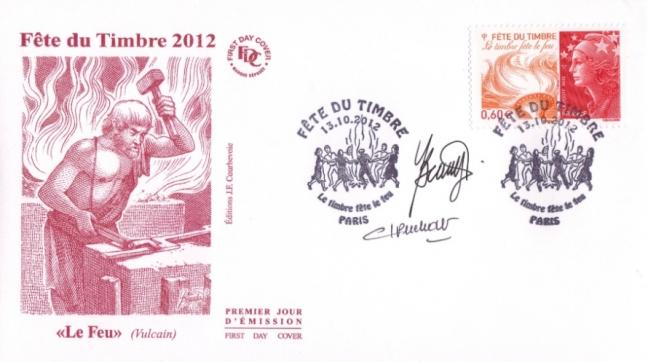 Fête du Timbre 2012
FIRST DAY COVER
FDC
FÊTE DU TIMBRE
Le timbre fête le feu
0,60€
FÊTE DU TIMBRE
13.10.2012
Le timbre fête le feu
PARIS
FÊTE DU TIMBRE
13.10.2012
Le timbre fête le feu
PARIS
Éditions J.F. Courbevoie
PREMIER JOUR
D'ÉMISSION
FIRST DAY COVER
«Le Feu» (Vulcain)